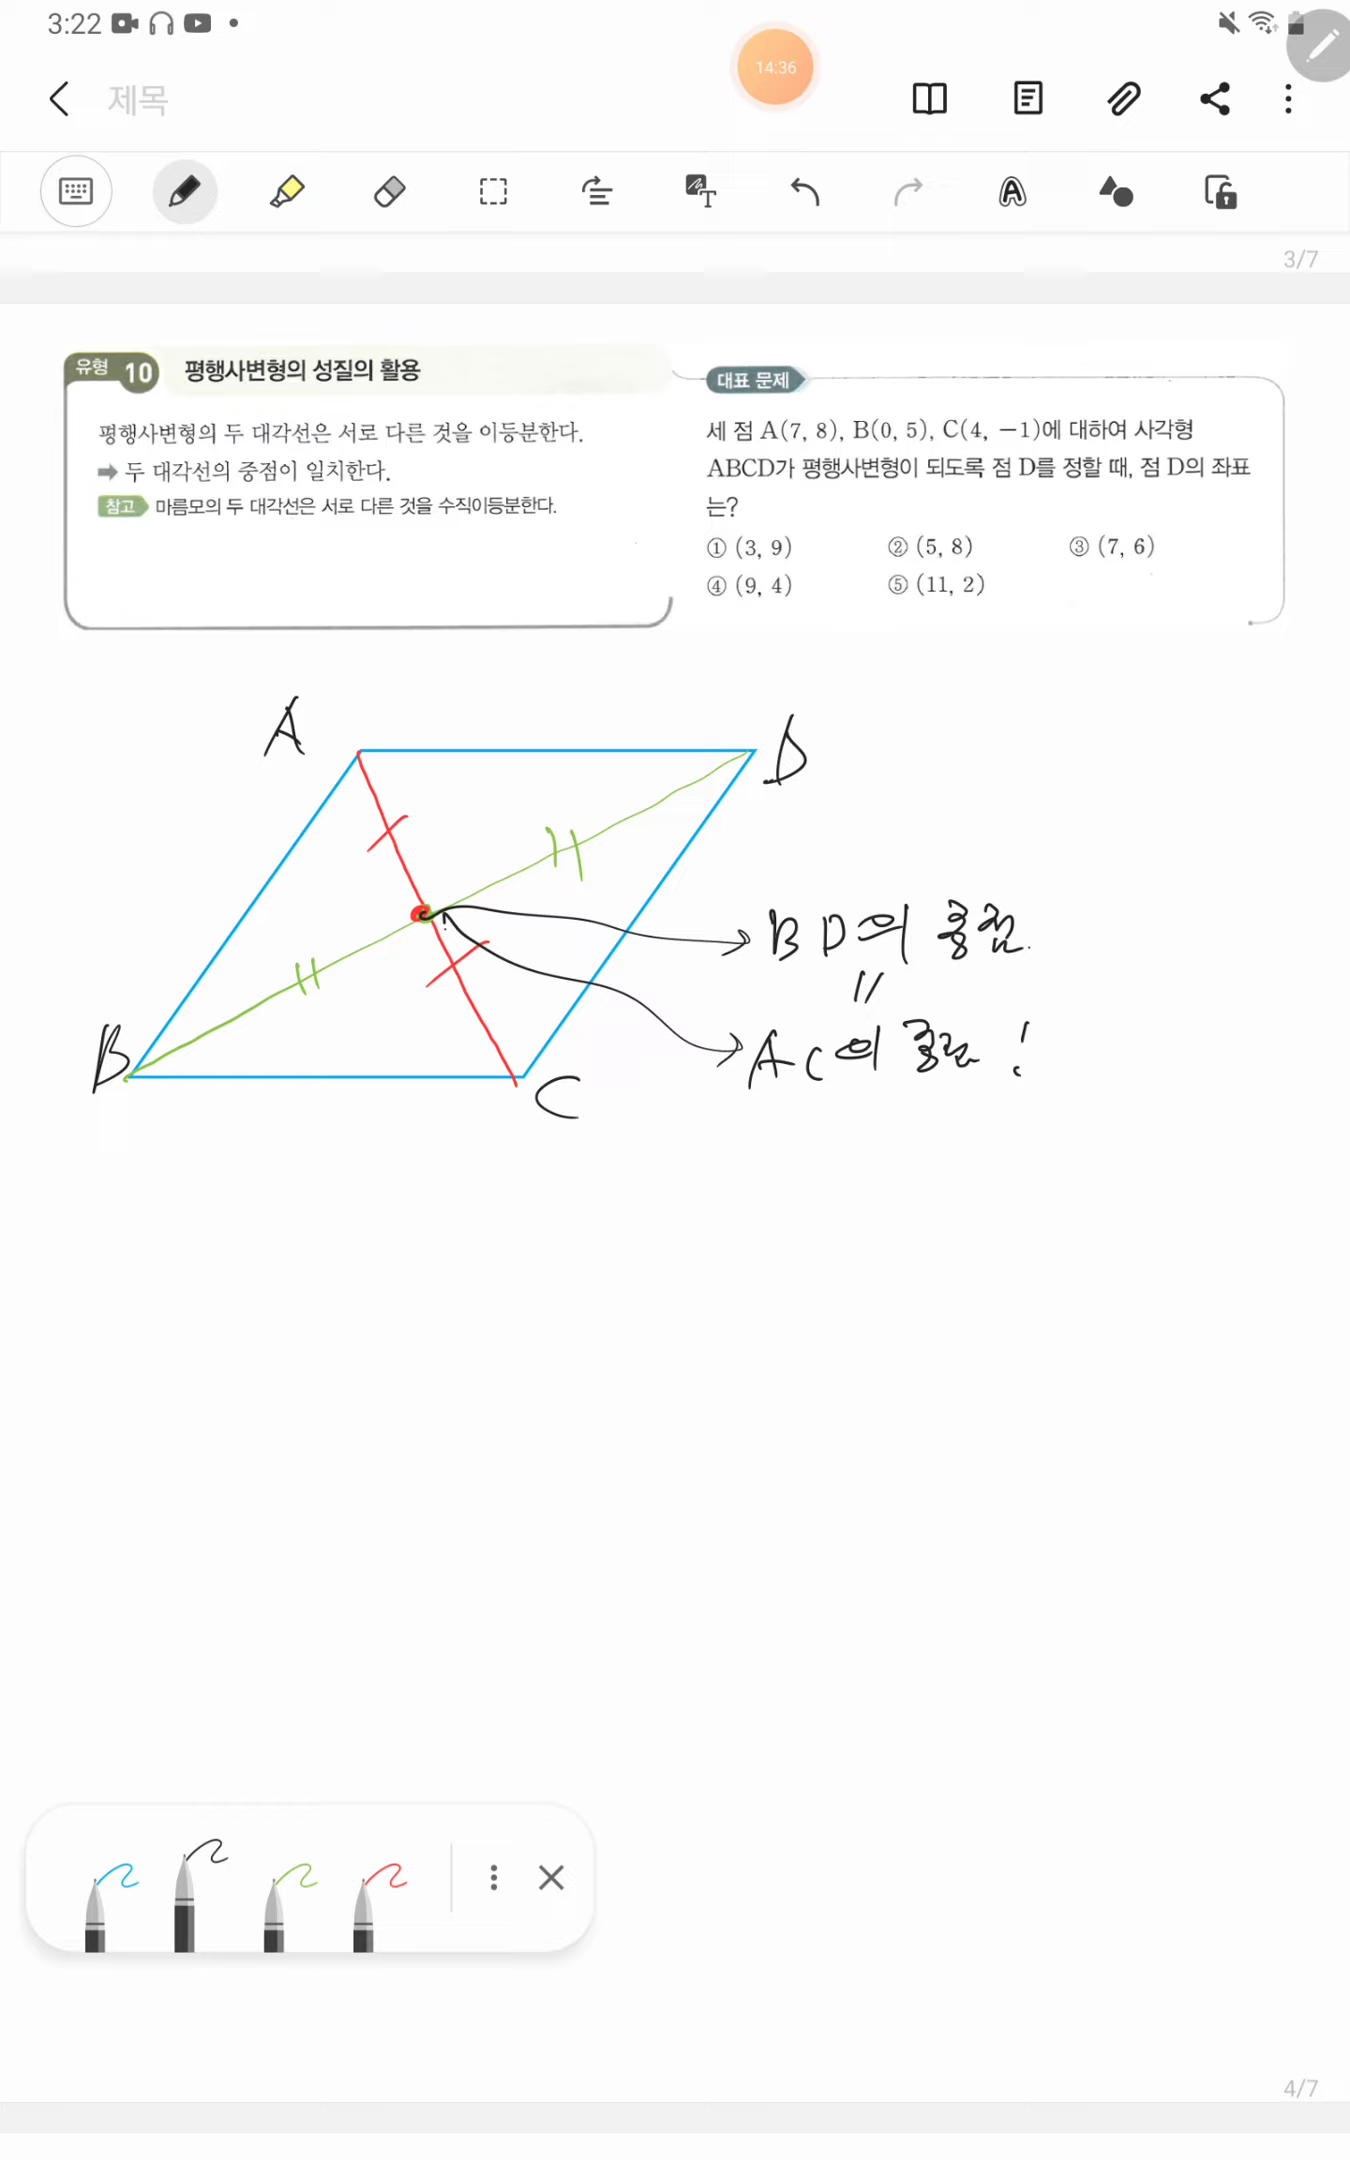 3:22
14:36
제목
3/7
유형 10 평행사변형의 성질의 활용
평행사변형의 두 대각선은 서로 다른 것을 이등분한다.
➡ 두 대각선의 중점이 일치한다.
참고 마름모의 두 대각선은 서로 다른 것을 수직이등분한다.
대표 문제
세 점 A(7, 8), B(0, 5), C(4, −1)에 대하여 사각형
ABCD가 평행사변형이 되도록 점 D를 정할 때, 점 D의 좌표
는?
① (3, 9) ② (5, 8) ③ (7, 6)
④ (9, 4) ⑤ (11, 2)
A
D
BD의 중점.
//
B
AC의 중점!
C
4/7